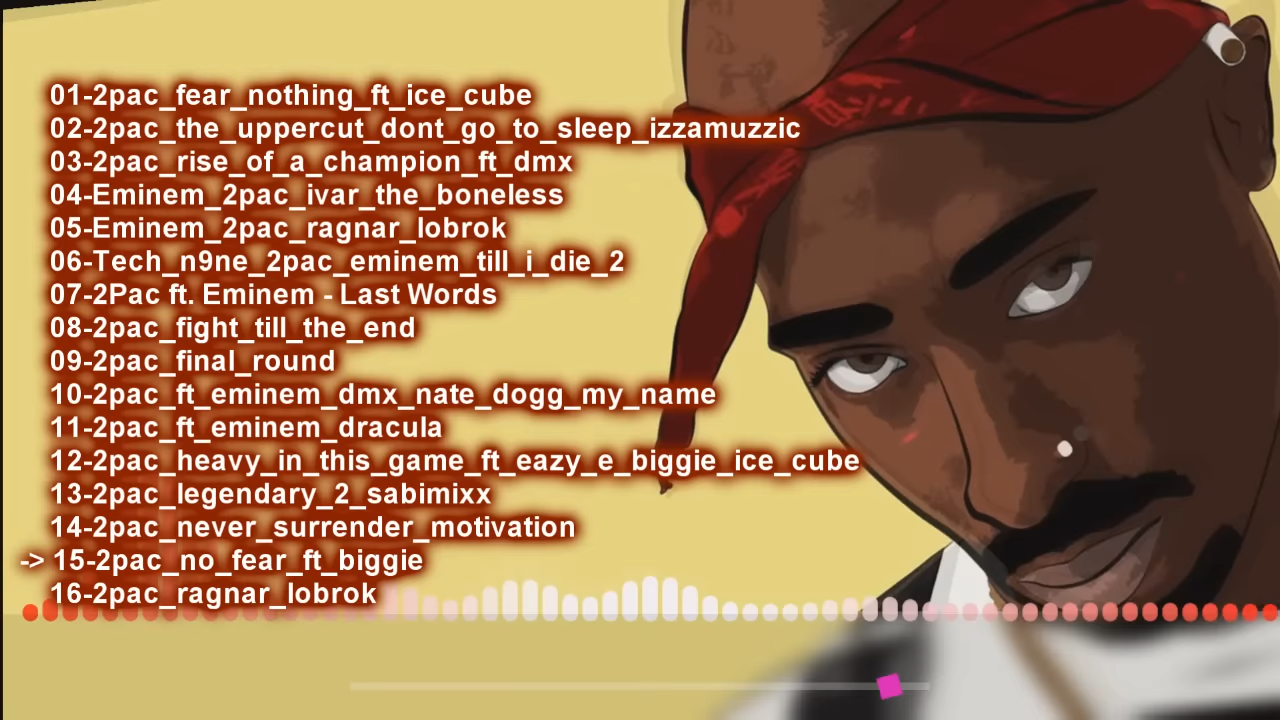 01-2pac_fear_nothing_ft_ice_cube
02-2pac_the_uppercut_dont_go_to_sleep_izzamuzzic
03-2pac_rise_of_a_champion_ft_dmx
04-Eminem_2pac_ivar_the_boneless
05-Eminem_2pac_ragnar_lobrok
06-Tech_n9ne_2pac_eminem_till_i_die_2
07-2Pac ft. Eminem - Last Words
08-2pac_fight_till_the_end
09-2pac_final_round
10-2pac_ft_eminem_dmx_nate_dogg_my_name
11-2pac_ft_eminem_dracula
12-2pac_heavy_in_this_game_ft_eazy_e_biggie_ice_cube
13-2pac_legendary_2_sabimixx
14-2pac_never_surrender_motivation
-> 15-2pac_no_fear_ft_biggie
16-2pac_ragnar_lobrok